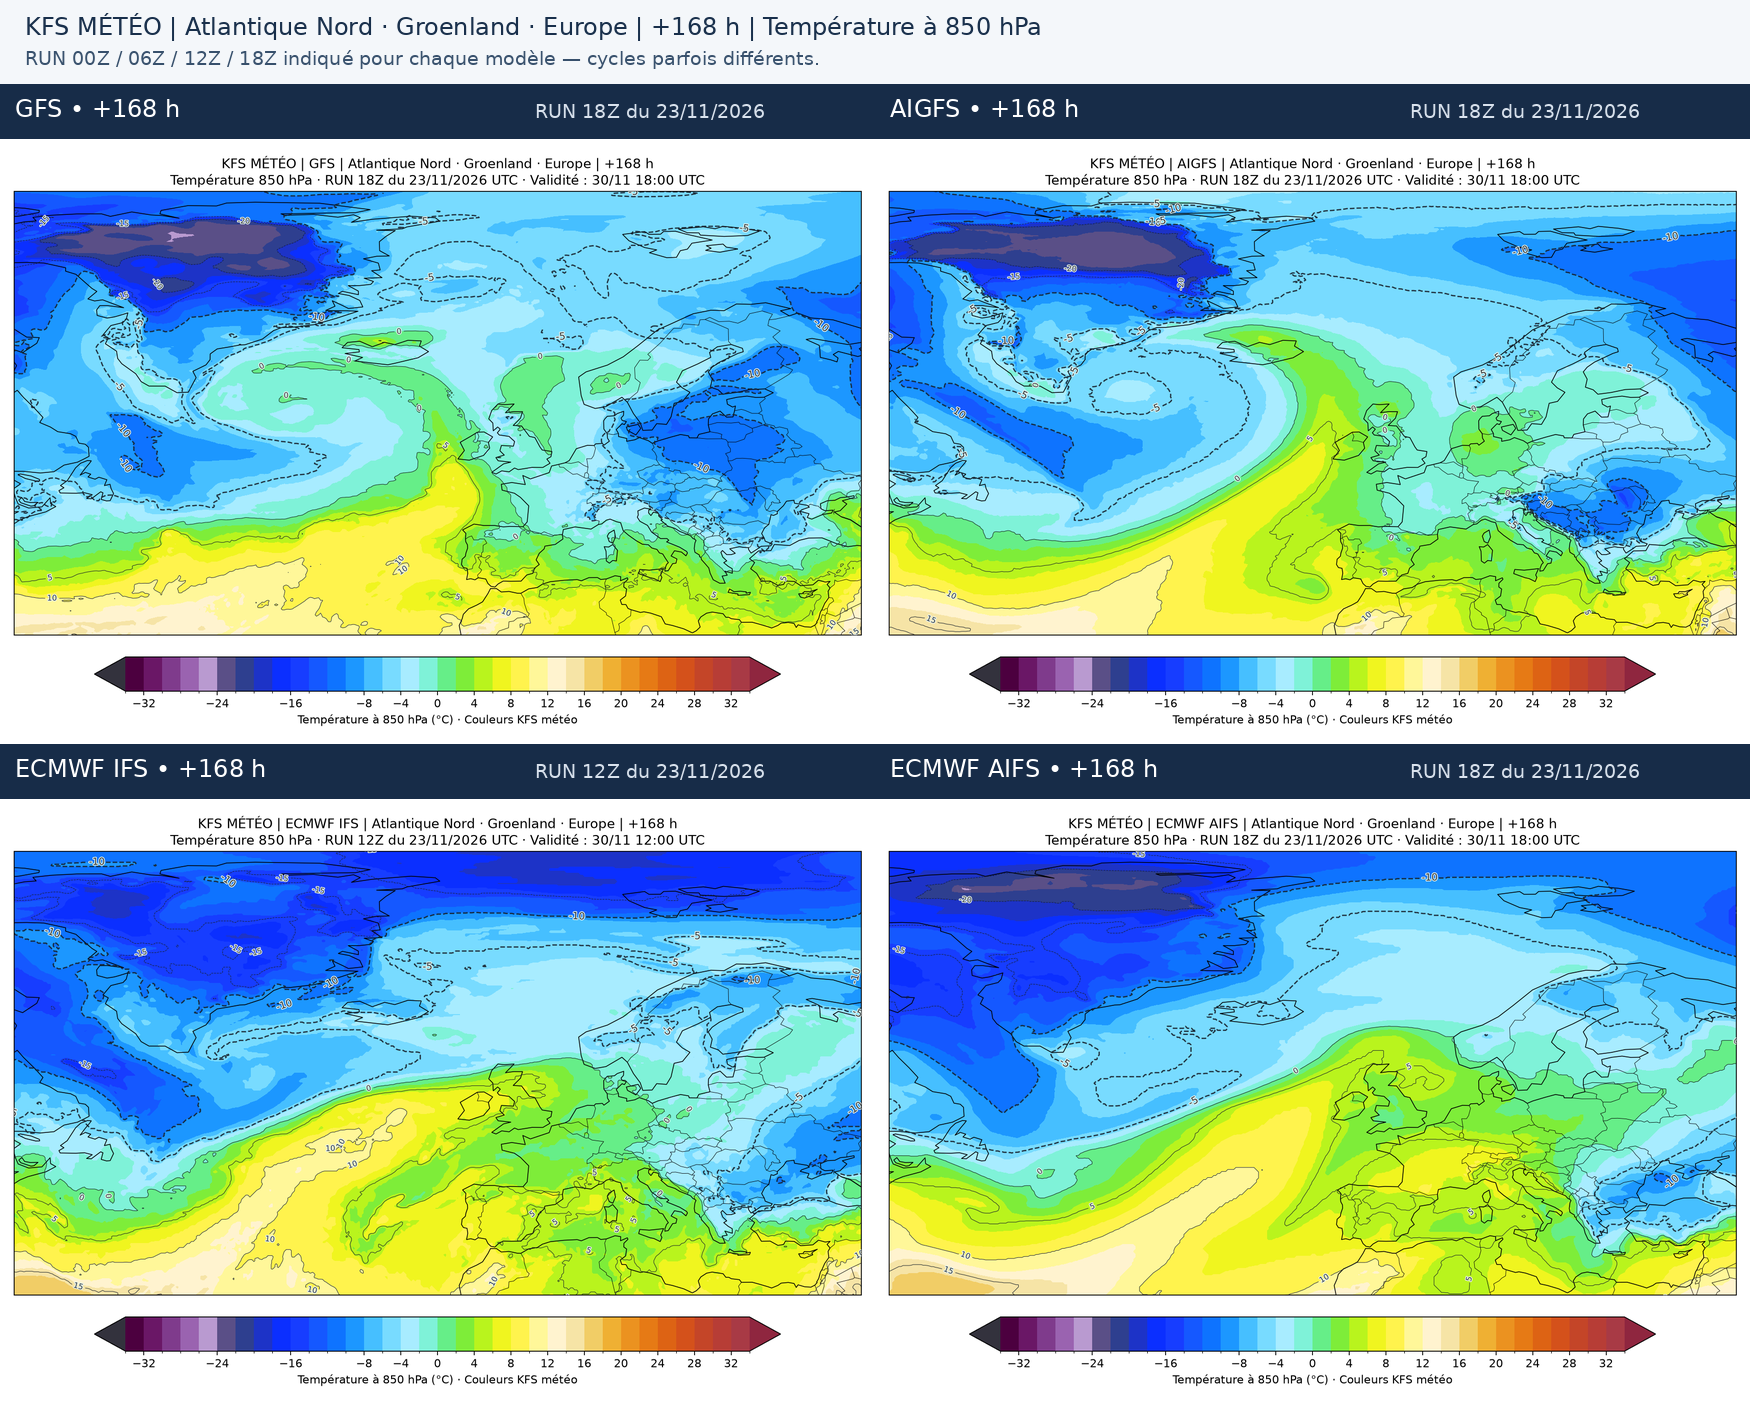 KFS MÉTÉO | Atlantique Nord · Groenland · Europe | +168 h | Température à 850 hPa
RUN 00Z / 06Z / 12Z / 18Z indiqué pour chaque modèle — cycles parfois différents.
GFS • +168 h
RUN 18Z du 23/11/2026
AIGFS • +168 h
RUN 18Z du 23/11/2026
KFS MÉTÉO | GFS | Atlantique Nord · Groenland · Europe | +168 h
Température 850 hPa · RUN 18Z du 23/11/2026 UTC · Validité : 30/11 18:00 UTC
KFS MÉTÉO | AIGFS | Atlantique Nord · Groenland · Europe | +168 h
Température 850 hPa · RUN 18Z du 23/11/2026 UTC · Validité : 30/11 18:00 UTC
−32 −24 −16 −8 −4 0 4 8 12 16 20 24 28 32
Température à 850 hPa (°C) · Couleurs KFS météo
−32 −24 −16 −8 −4 0 4 8 12 16 20 24 28 32
Température à 850 hPa (°C) · Couleurs KFS météo
ECMWF IFS • +168 h
RUN 12Z du 23/11/2026
ECMWF AIFS • +168 h
RUN 18Z du 23/11/2026
KFS MÉTÉO | ECMWF IFS | Atlantique Nord · Groenland · Europe | +168 h
Température 850 hPa · RUN 12Z du 23/11/2026 UTC · Validité : 30/11 12:00 UTC
KFS MÉTÉO | ECMWF AIFS | Atlantique Nord · Groenland · Europe | +168 h
Température 850 hPa · RUN 18Z du 23/11/2026 UTC · Validité : 30/11 18:00 UTC
−32 −24 −16 −8 −4 0 4 8 12 16 20 24 28 32
Température à 850 hPa (°C) · Couleurs KFS météo
−32 −24 −16 −8 −4 0 4 8 12 16 20 24 28 32
Température à 850 hPa (°C) · Couleurs KFS météo